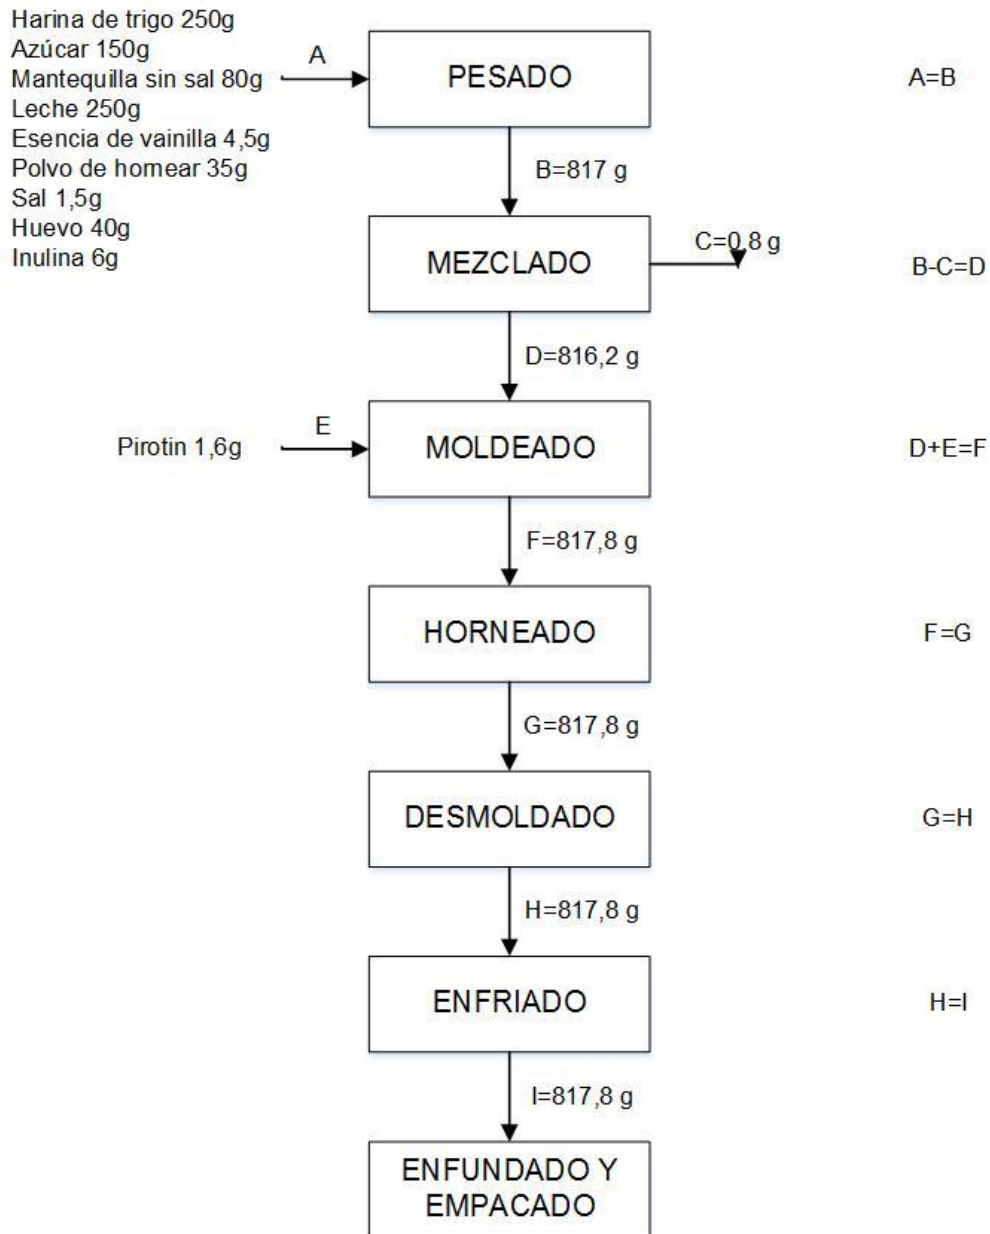 Harina de trigo 250g
Azúcar 150g
Mantequilla sin sal 80g
Leche 250g
Esencia de vainilla 4,5g
Polvo de hornear 35g
Sal 1,5g
Huevo 40g
Inulina 6g
A
PESADO
A=B
B=817 g
MEZCLADO
C=0,8 g
B-C=D
D=816,2 g
Pirotin 1,6g
E
MOLDEADO
D+E=F
F=817,8 g
HORNEADO
F=G
G=817,8 g
DESMOLDADO
G=H
H=817,8 g
ENFRIADO
H=I
I=817,8 g
ENFUNDADO Y
EMPACADO